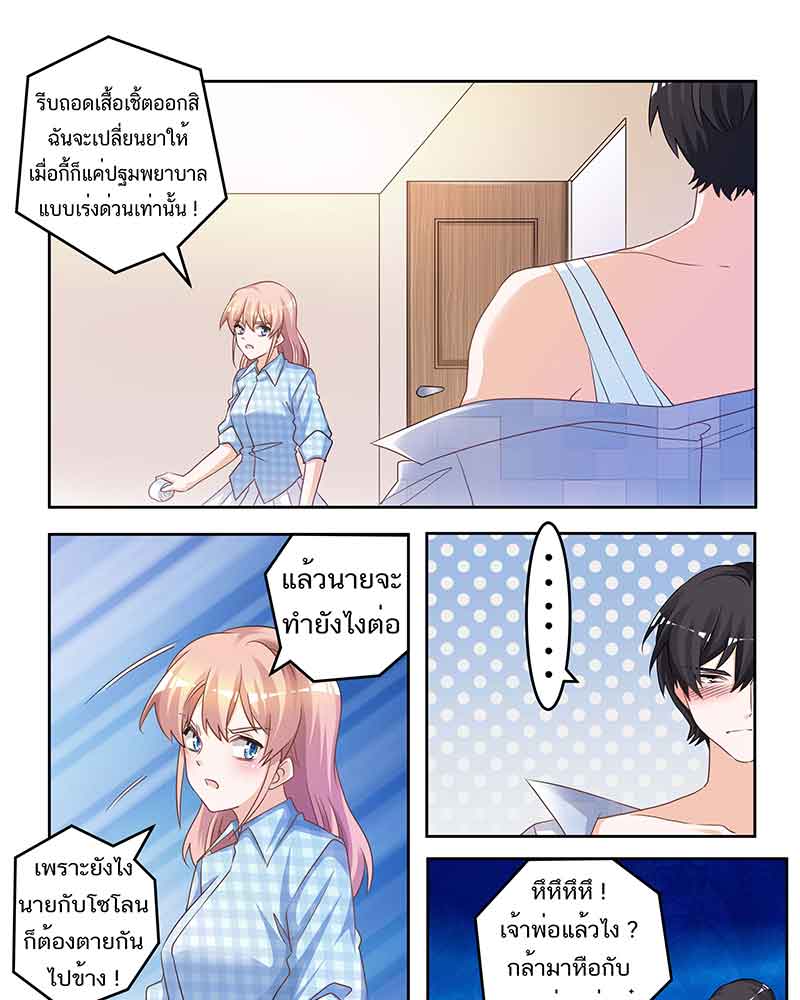 รีบถอดเสื้อเชิ้ตออกสิ
ฉันจะเปลี่ยนยาให้
เมื่อกี้ก็แค่ปฐมพยาบาล
แบบเร่งด่วนเท่านั้น !
แล้วนายจะ
ทำยังไงต่อ
......
เพราะยังไง
นายกับโซโลน
ก็ต้องตายกัน
ไปข้าง !
หึหึหึหึ !
เจ้าพ่อแล้วไง ?
กล้ามาหือกับ